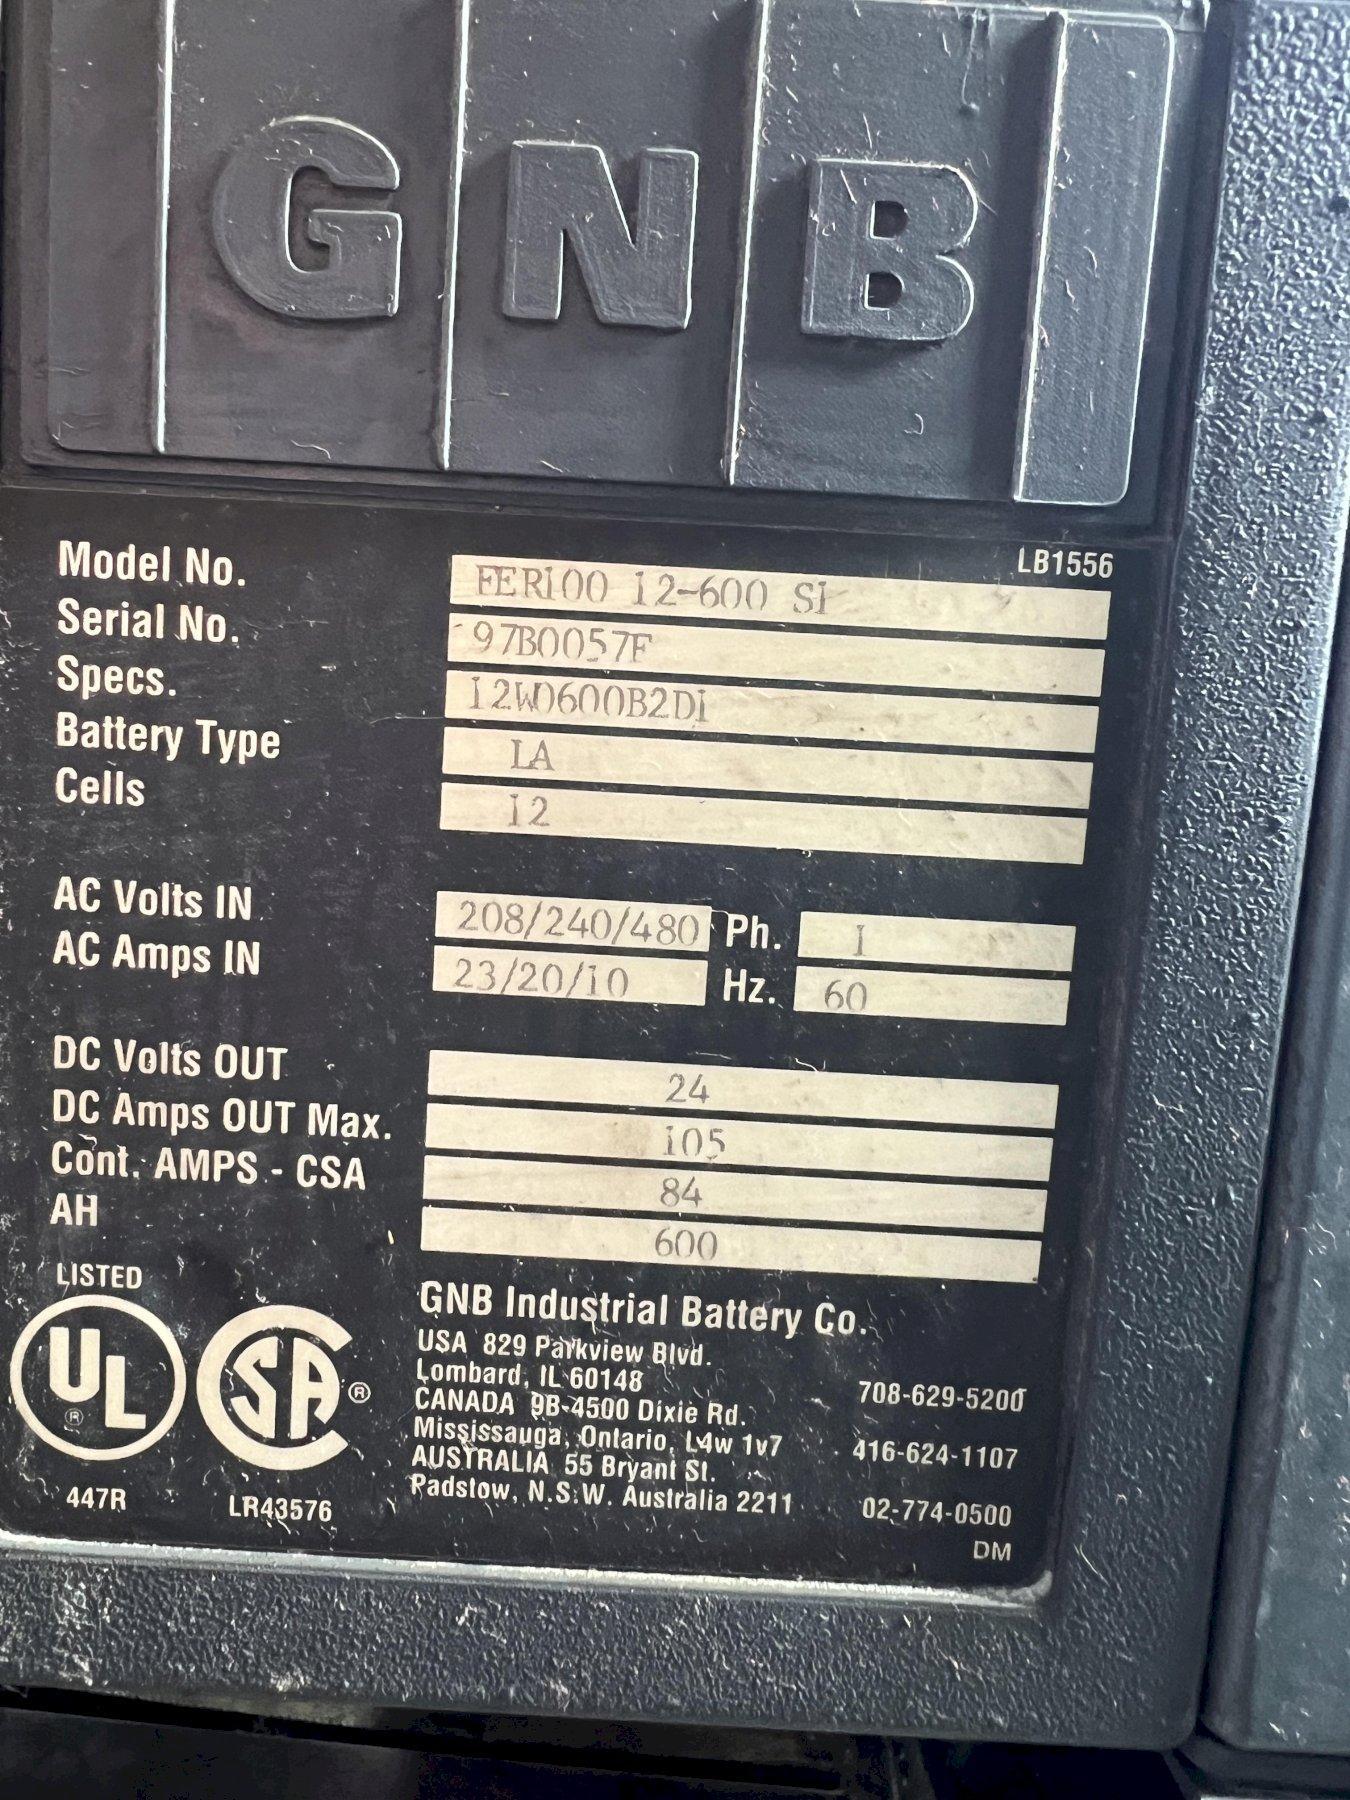 GNB
LB1556
Model No. FER100 12-600 S1
Serial No. 97B0057F
Specs. 12W0600B2D1
Battery Type LA
Cells 12
AC Volts IN 208/240/480 Ph. 1
AC Amps IN 23/20/10 Hz. 60
DC Volts OUT 24
DC Amps OUT Max. 105
Cont. AMPS - CSA 84
AH 600
LISTED
UL ®
447R
SA ®
LR43576
GNB Industrial Battery Co.
USA 829 Parkview Blvd.
Lombard, IL 60148 708-629-5200
CANADA 9B-4500 Dixie Rd.
Mississauga, Ontario, L4w 1v7 416-624-1107
AUSTRALIA 55 Bryant St.
Padstow, N.S.W. Australia 2211 02-774-0500
DM